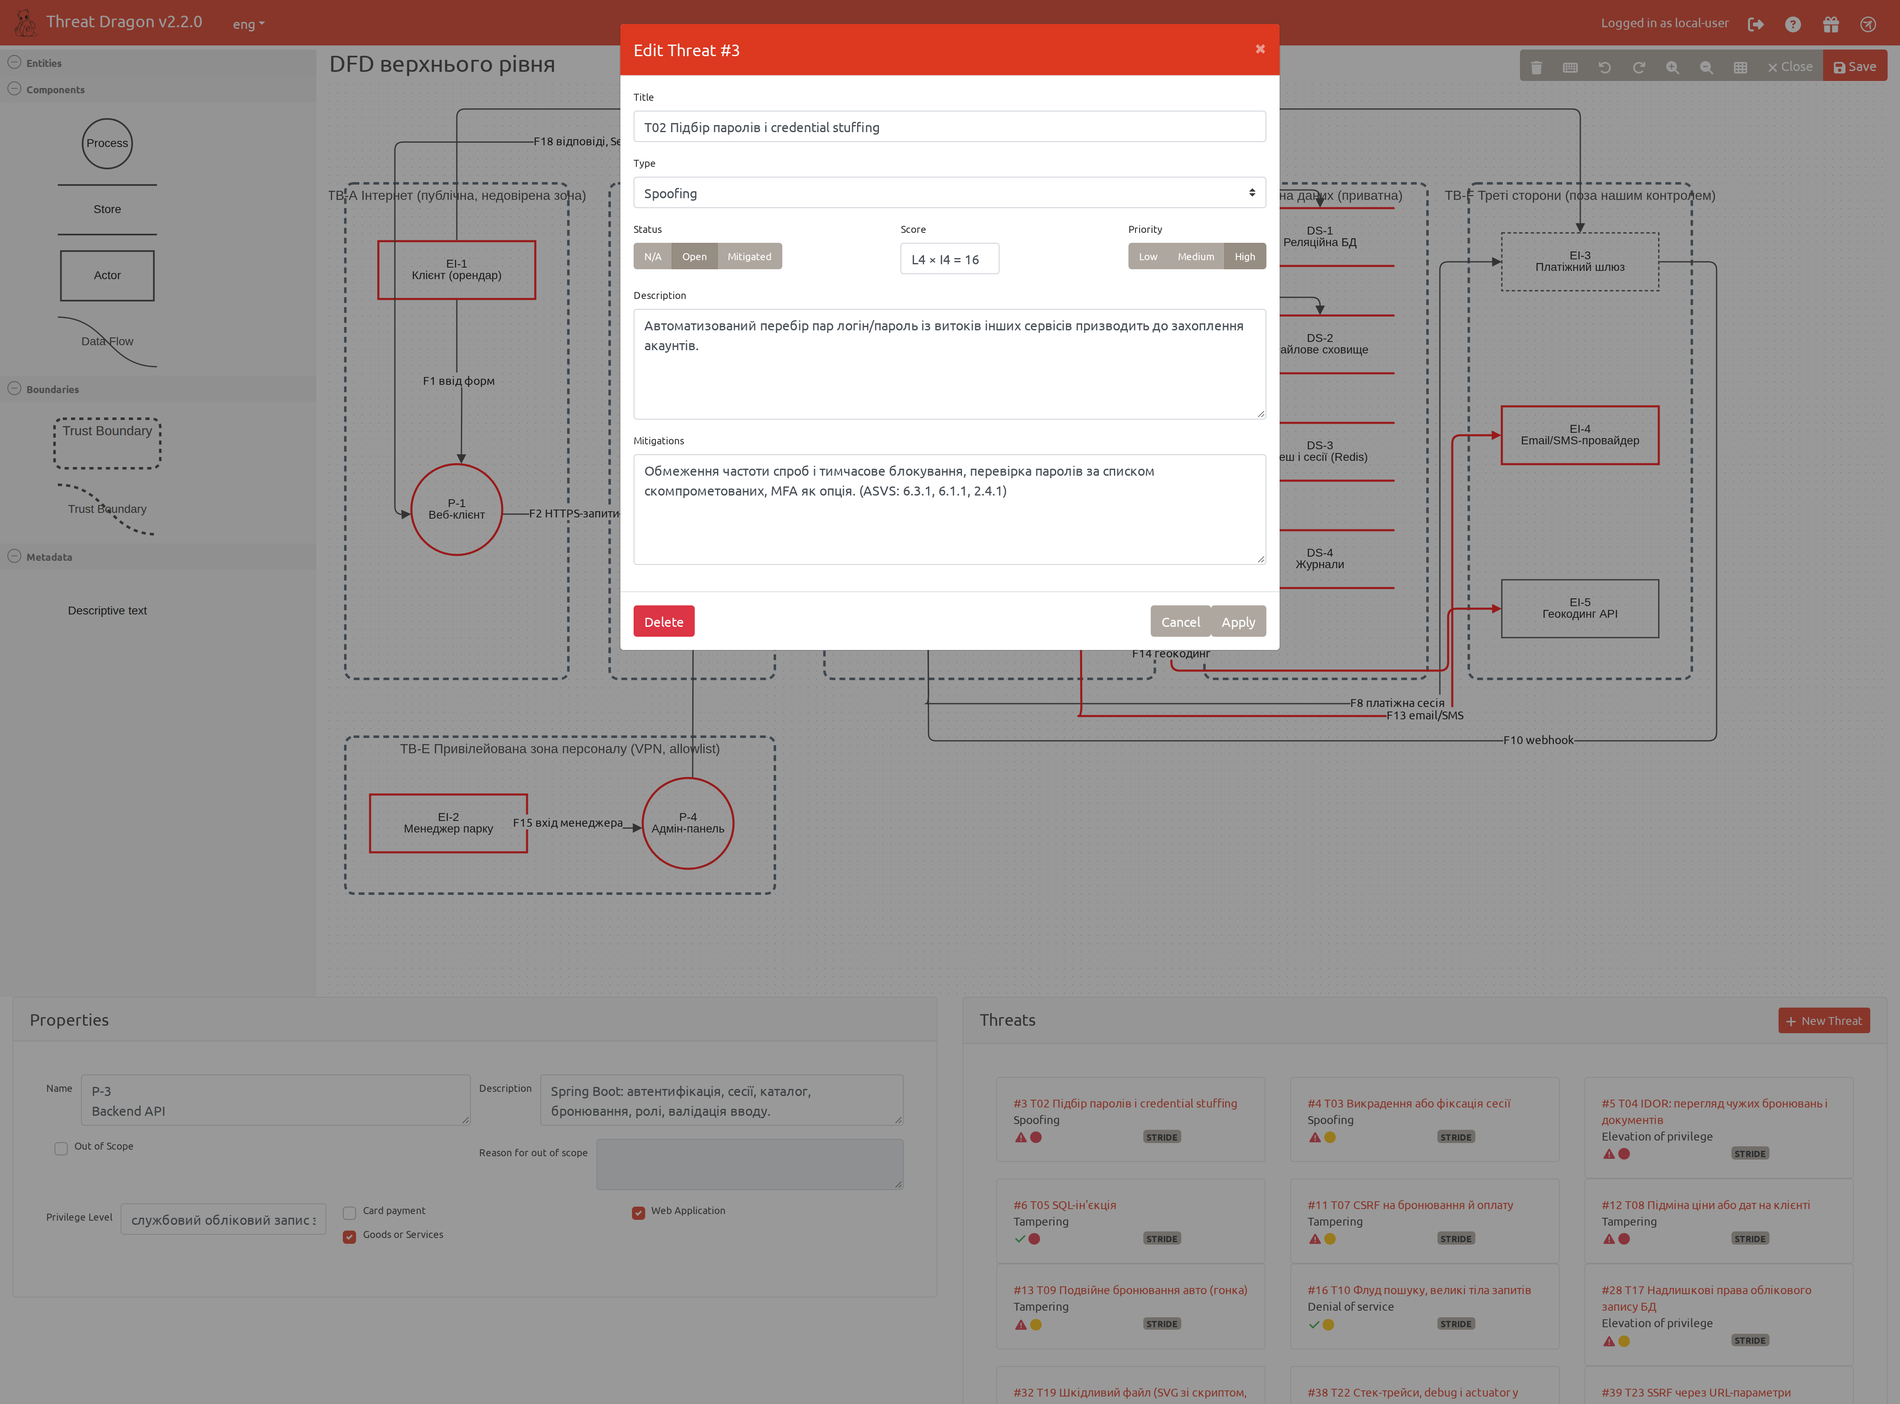 Threat Dragon v2.2.0
eng
Logged in as local-user
Entities
Components
Process
Store
Actor
Data Flow
Boundaries
Trust Boundary
Trust Boundary
Metadata
Descriptive text
DFD верхнього рівня
Close
Save
F18 відповіді,
TB-A Інтернет (публічна, недовірена зона)
EI-1
Клієнт (орендар)
F1 ввід форм
P-1
Веб-клієнт
F2 HTTPS-запити
Edit Threat #3
Title
T02 Підбір паролів і credential stuffing
Type
Spoofing
Status
N/A
Open
Mitigated
Score
L4 × I4 = 16
Priority
Low
Medium
High
Description
Автоматизований перебір пар логін/пароль із витоків інших сервісів призводить до захоплення
акаунтів.
Mitigations
Обмеження частоти спроб і тимчасове блокування, перевірка паролів за списком
скомпрометованих, MFA як опція. (ASVS: 6.3.1, 6.1.1, 2.4.1)
Delete
Cancel
Apply
даних (приватна)
DS-1
Реляційна БД
DS-2
сховище
DS-3
і сесії (Redis)
DS-4
Журнали
TB-F Треті сторони (поза нашим контролем)
EI-3
Платіжний шлюз
EI-4
Email/SMS-провайдер
EI-5
Геокодинг API
F14 геокодинг
F8 платіжна сесія
F13 email/SMS
F10 webhook
TB-E Привілейована зона персоналу (VPN, allowlist)
EI-2
Менеджер парку
F15 вхід менеджера
P-4
Адмін-панель
Properties
Name
P-3
Backend API
Description
Spring Boot: автентифікація, сесії, каталог,
бронювання, ролі, валідація вводу.
Out of Scope
Reason for out of scope
Privilege Level
службовий обліковий запис
Card payment
Goods or Services
Web Application
Threats
New Threat
#3 T02 Підбір паролів і credential stuffing
Spoofing
STRIDE
#4 T03 Викрадення або фіксація сесії
Spoofing
STRIDE
#5 T04 IDOR: перегляд чужих бронювань і
документів
Elevation of privilege
STRIDE
#6 T05 SQL-ін'єкція
Tampering
STRIDE
#11 T07 CSRF на бронювання й оплату
Tampering
STRIDE
#12 T08 Підміна ціни або дат на клієнті
Tampering
STRIDE
#13 T09 Подвійне бронювання авто (гонка)
Tampering
STRIDE
#16 T10 Флуд пошуку, великі тіла запитів
Denial of service
STRIDE
#28 T17 Надлишкові права облікового
запису БД
Elevation of privilege
STRIDE
#32 T19 Шкідливий файл (SVG зі скриптом,
#38 T22 Стек-трейси, debug і actuator у
#39 T23 SSRF через URL-параметри